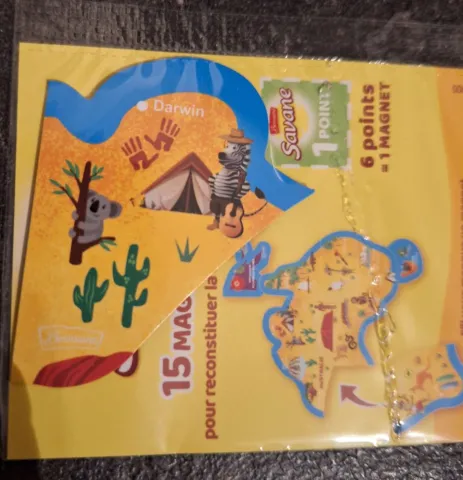 Darwin
Savane
1 POINT
6 points
= 1 MAGNET
15 MAG
pour reconstituer la